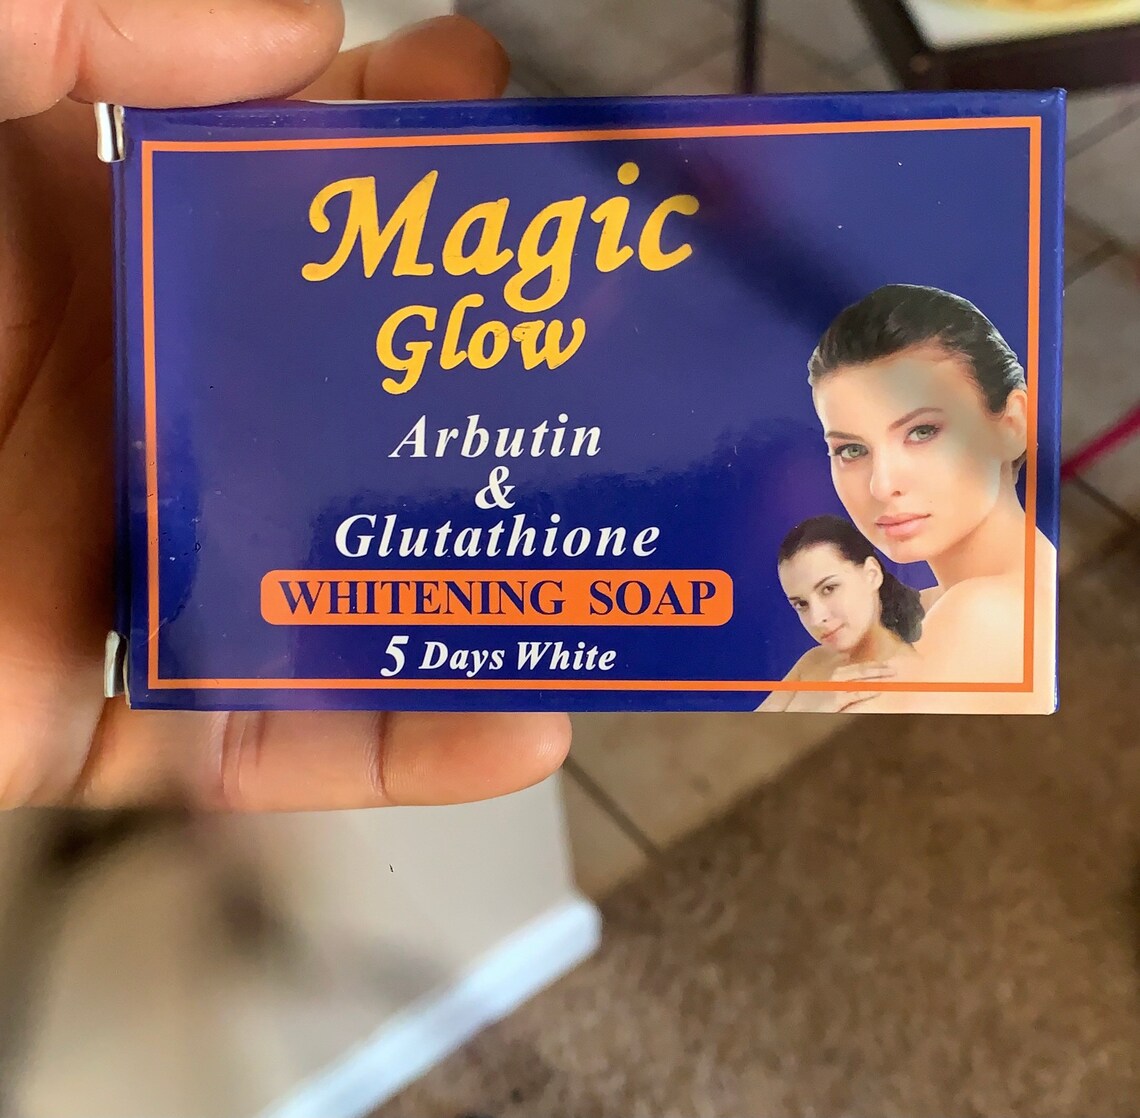 Magic
Glow
Arbutin
&
Glutathione
WHITENING SOAP
5 Days White